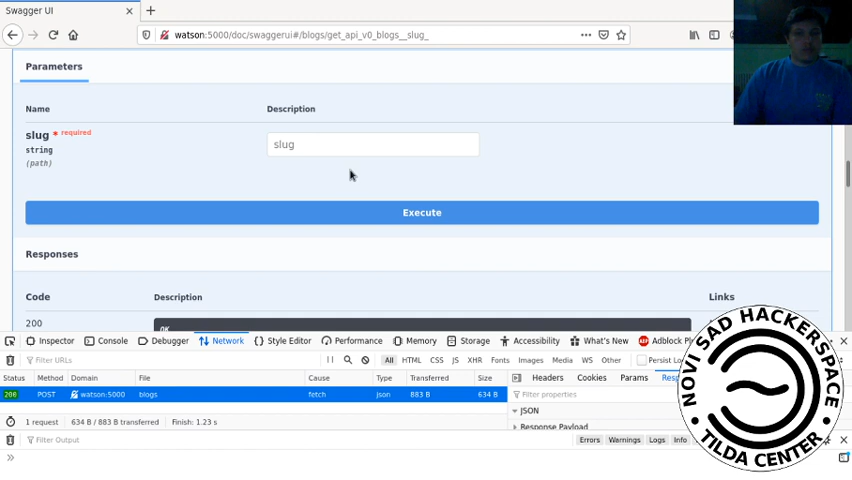 Swagger UI
watson:5000/doc/swaggerui#/blogs/get_api_v0_blogs__slug_
Parameters
Name Description
slug * required
string
(path)
slug
Execute
Responses
Code Description Links
200
OK
Inspector Console Debugger Network Style Editor Performance Memory Storage Accessibility What's New Adblock Pl
Filter URLs All HTML CSS JS XHR Fonts Images Media WS Other Persist Lo
Status Method Domain File Cause Type Transferred Size Headers Cookies Params
200 POST watson:5000 blogs fetch json 883 B 634 B Filter properties
JSON
1 request 634 B / 883 B transferred Finish: 1.23 s Response Payload
Filter Output Errors Warnings Logs Info
NOVI SAD HACKERSPACE
TILDA CENTER